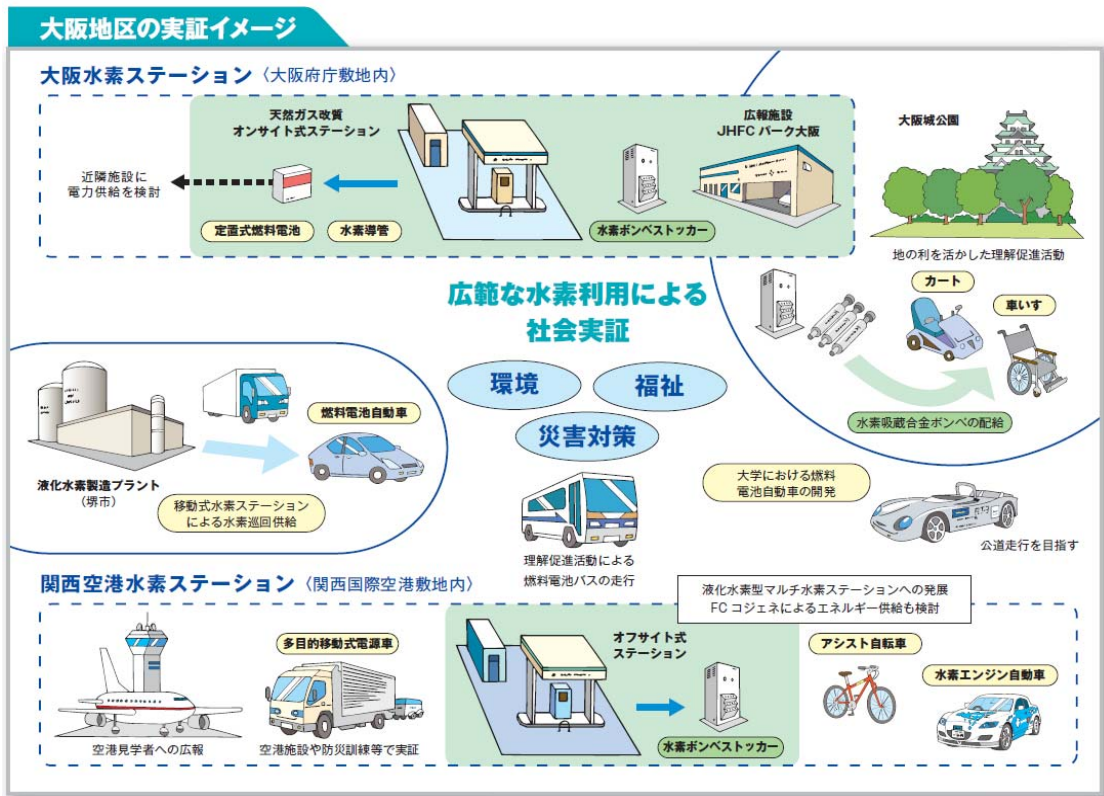 大阪地区の実証イメージ
大阪水素ステーション〈大阪府庁敷地内〉
天然ガス改質
オンサイト式ステーション
広報施設
JHFCパーク大阪
大阪城公園
近隣施設に
電力供給を検討
定置式燃料電池
水素導管
水素ボンベストッカー
地の利を活かした理解促進活動
カート
車いす
水素吸蔵合金ボンベの配給
広範な水素利用による
社会実証
環境
福祉
災害対策
燃料電池自動車
液化水素製造プラント
（堺市）
移動式水素ステーション
による水素巡回供給
大学における燃料
電池自動車の開発
公道走行を目指す
理解促進活動による
燃料電池バスの走行
関西空港水素ステーション〈関西国際空港敷地内〉
液化水素型マルチ水素ステーションへの発展
FCコジェネによるエネルギー供給も検討
多目的移動式電源車
オフサイト式
ステーション
アシスト自転車
水素エンジン自動車
空港見学者への広報
空港施設や防災訓練等で実証
水素ボンベストッカー